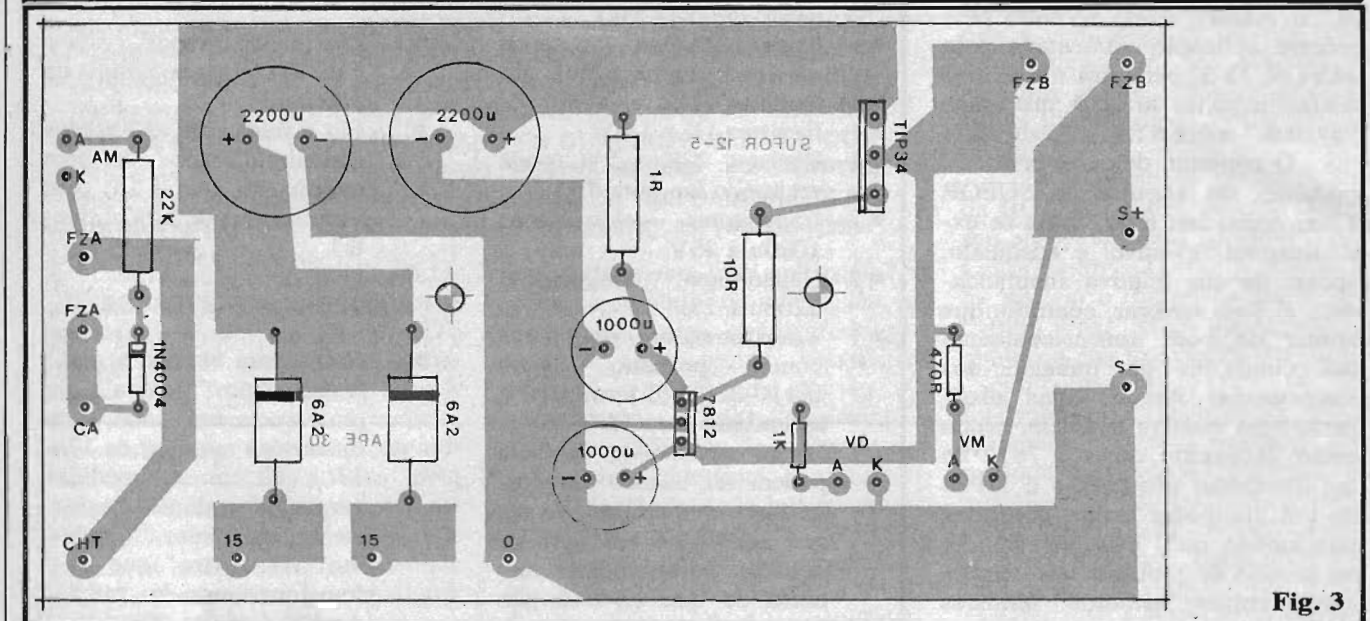 FZB
FZB
2200u
2200u
+ -
- +
A
AM
K
22K
1R
SUFOR 12-5
TIP34
FZA
S+
10R
FZA
1N4004
1000u
- +
470R
S-
6A2
6A2
APE 30
7812
CA
1000u
- +
1K
VD
VM
A
K
A
K
CHT
15
15
0
Fig. 3